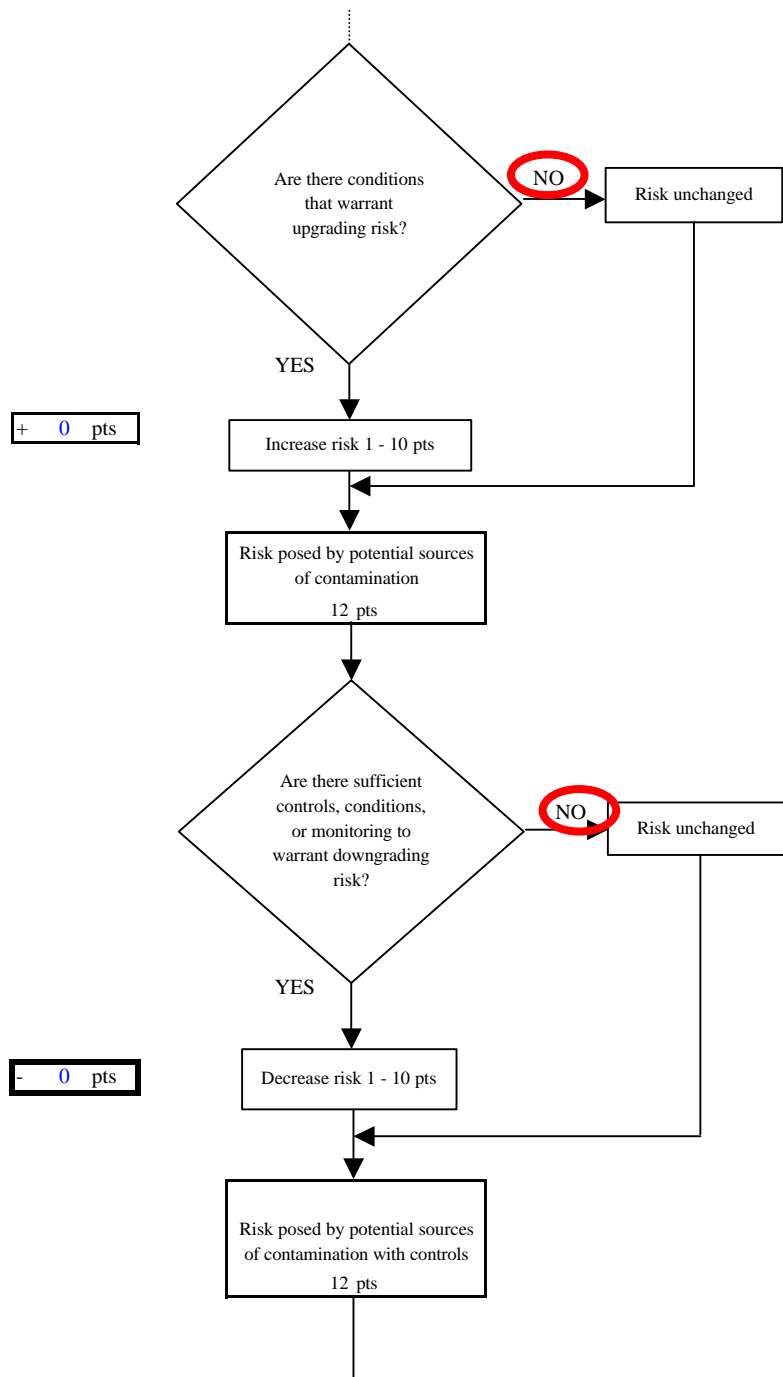 Are there conditions
that warrant
upgrading risk?
NO
Risk unchanged
YES
+ 0 pts
Increase risk 1 - 10 pts
Risk posed by potential sources
of contamination
12 pts
Are there sufficient
controls, conditions,
or monitoring to
warrant downgrading
risk?
NO
Risk unchanged
YES
- 0 pts
Decrease risk 1 - 10 pts
Risk posed by potential sources
of contamination with controls
12 pts